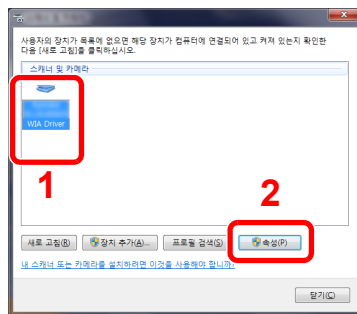 사용자의 장치가 목록에 없으면 해당 장치가 컴퓨터에 연결되어 있고 켜져 있는지 확인한
다음 [새로 고침]을 클릭하십시오.
스캐너 및 카메라
WIA Driver
1
2
새로 고침(R)
장치 추가(A)...
프로필 검색(S)
속성(P)
내 스캐너 또는 카메라를 설치하려면 이것을 사용해야 합니까?
닫기(C)